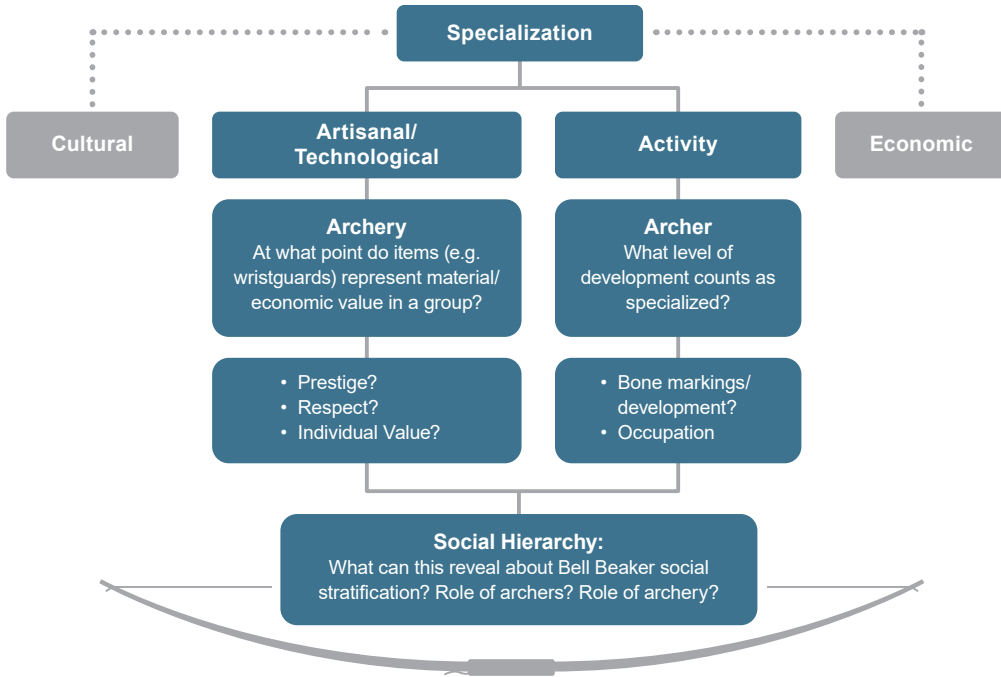 Specialization
Cultural
Artisanal/
Technological
Activity
Economic
Archery
At what point do items (e.g.
wristguards) represent material/
economic value in a group?
Archer
What level of
development counts as
specialized?
• Prestige?
• Respect?
• Individual Value?
• Bone markings/
development?
• Occupation
Social Hierarchy:
What can this reveal about Bell Beaker social
stratification? Role of archers? Role of archery?